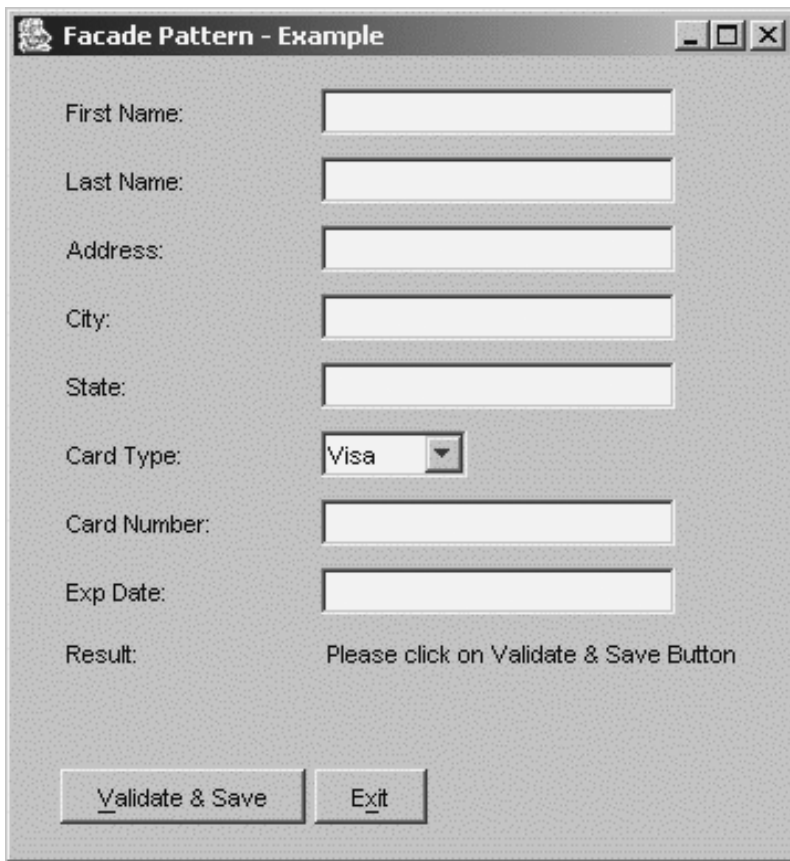 Facade Pattern - Example
First Name:
Last Name:
Address:
City:
State:
Card Type: Visa
Card Number:
Exp Date:
Result: Please click on Validate & Save Button
Validate & Save Exit